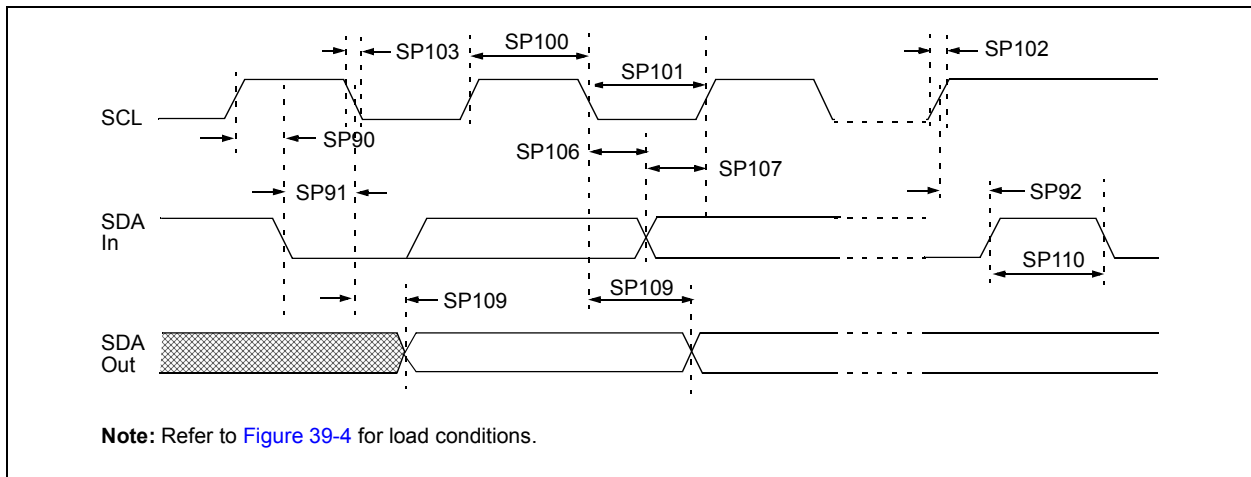 SP103
SP100
SP102
SP101
SCL
SP90
SP106
SP107
SP91
SP92
SDA
In
SP110
SP109
SP109
SDA
Out
Note: Refer to Figure 39-4 for load conditions.